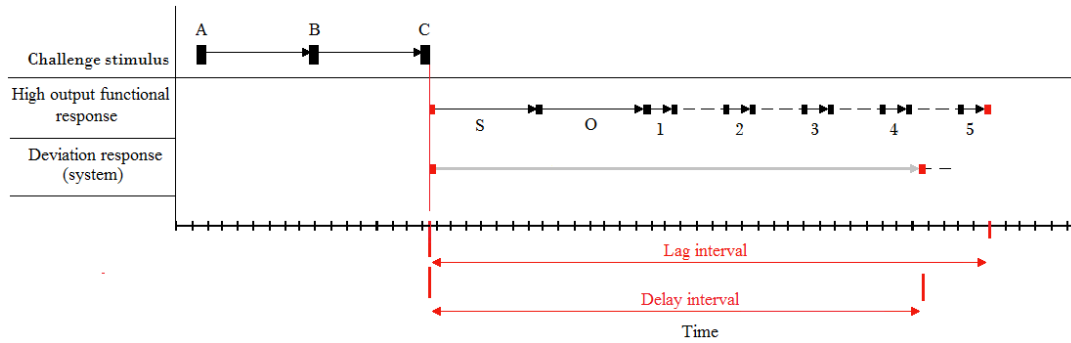 A B C
Challenge stimulus
High output functional
response
S O 1 2 3 4 5
Deviation response
(system)
Lag interval
Delay interval
Time